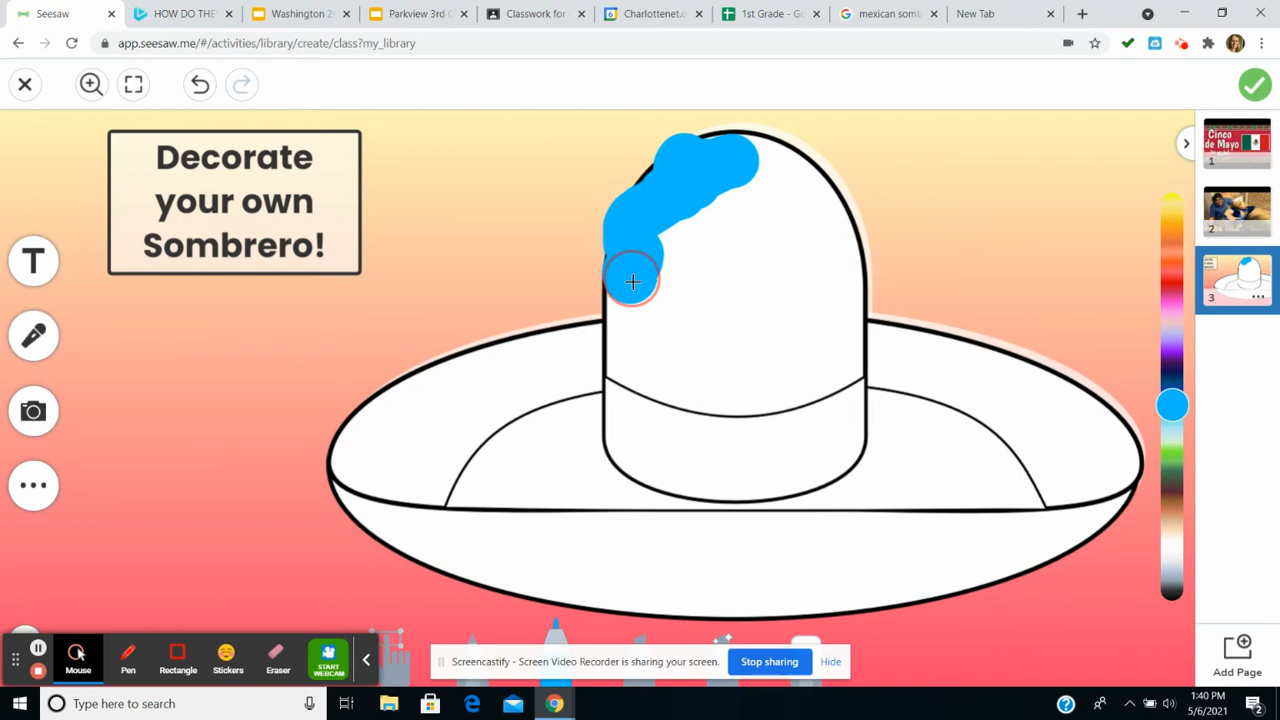 Seesaw
HOW DO THE
Washington 2
Parkview 3rd G
Classwork for
Charlottenet.o
1st Grade - Go
mexican somb
New Tab
app.seesaw.me/#/activities/library/create/class?my_library
Decorate
your own
Sombrero!
T
Cinco
de Mayo
1
2
3
Add Page
Mouse
Pen
Rectangle
Stickers
Eraser
START
WEBCAM
Screencastify - Screen Video Recorder is sharing your screen.
Stop sharing
Hide
Type here to search
1:40 PM
5/6/2021
2